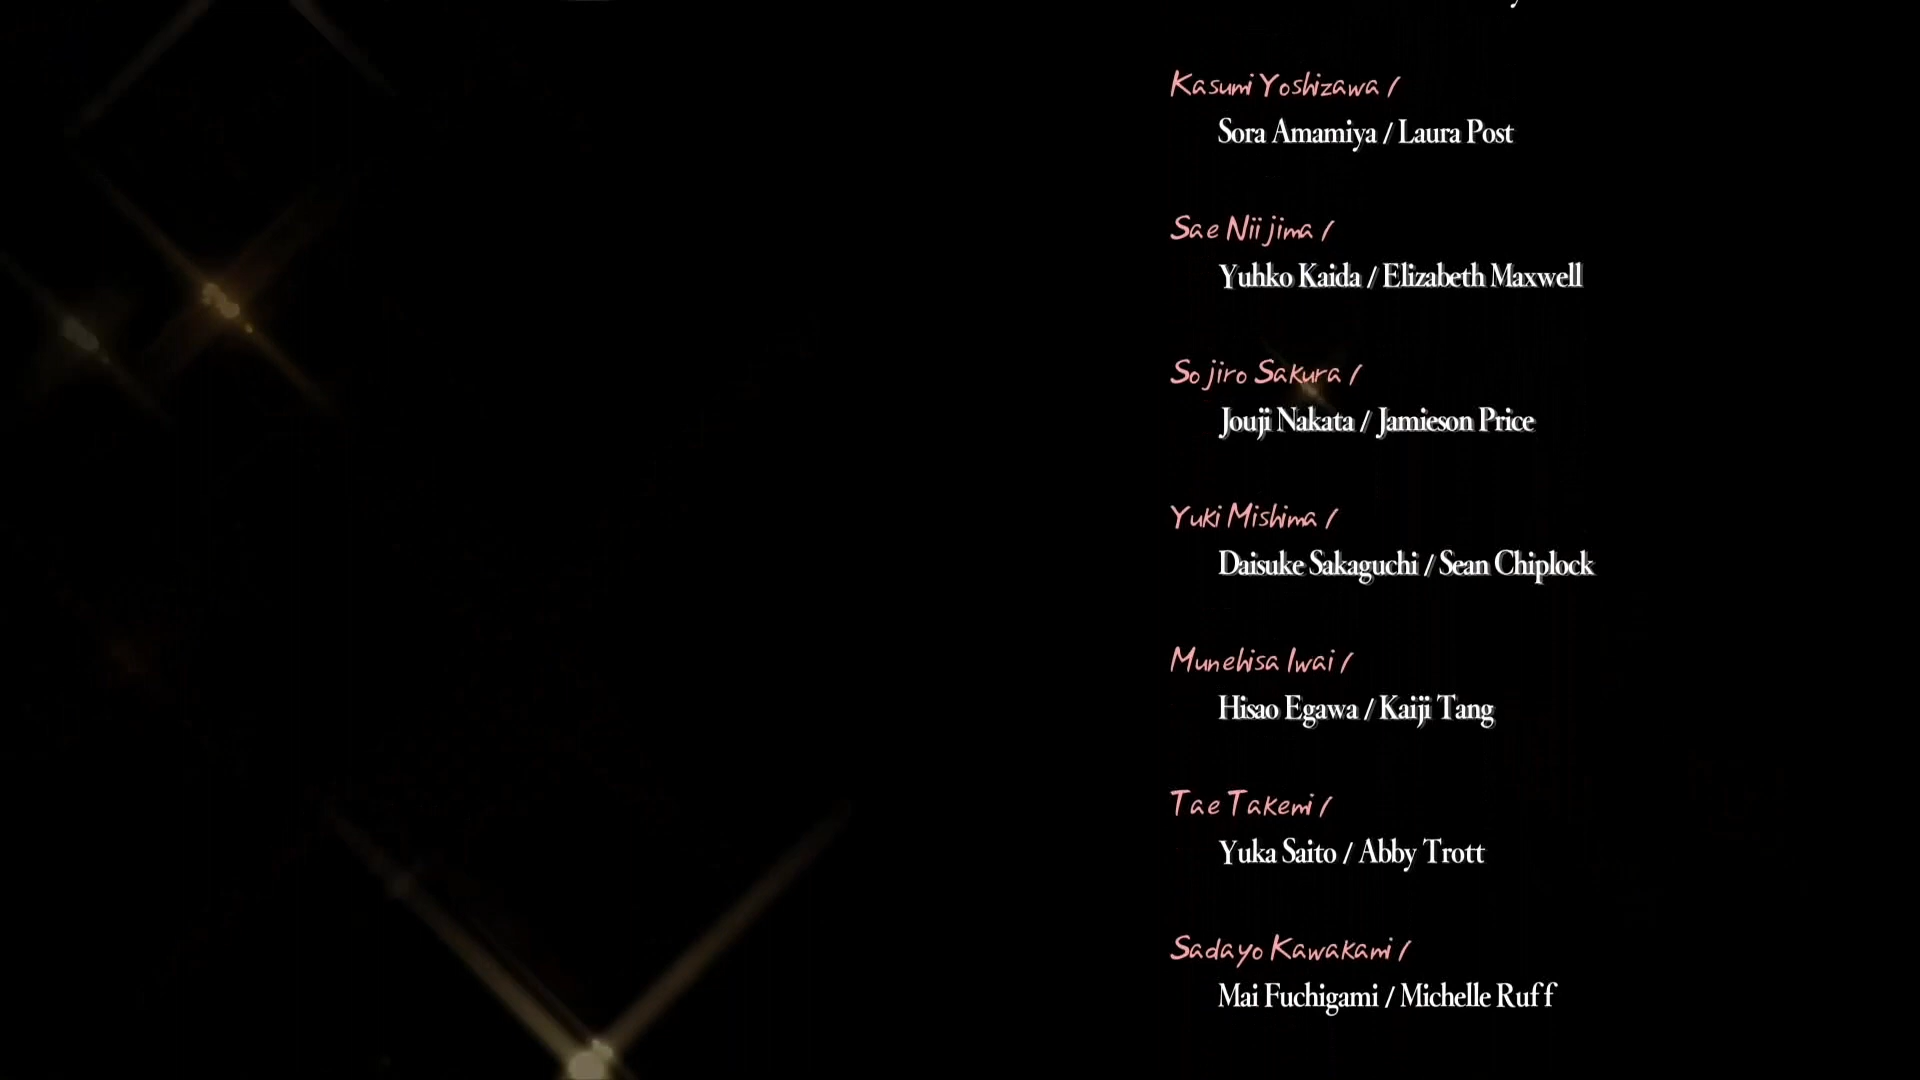 Kasumi Yoshizawa /
Sora Amamiya / Laura Post
Sae Niijima /
Yuhko Kaida / Elizabeth Maxwell
Sojiro Sakura /
Jouji Nakata / Jamieson Price
Yuki Mishima /
Daisuke Sakaguchi / Sean Chiplock
Munehisa Iwai /
Hisao Egawa / Kaiji Tang
Tae Takemi /
Yuka Saito / Abby Trott
Sadayo Kawakami /
Mai Fuchigami / Michelle Ruff